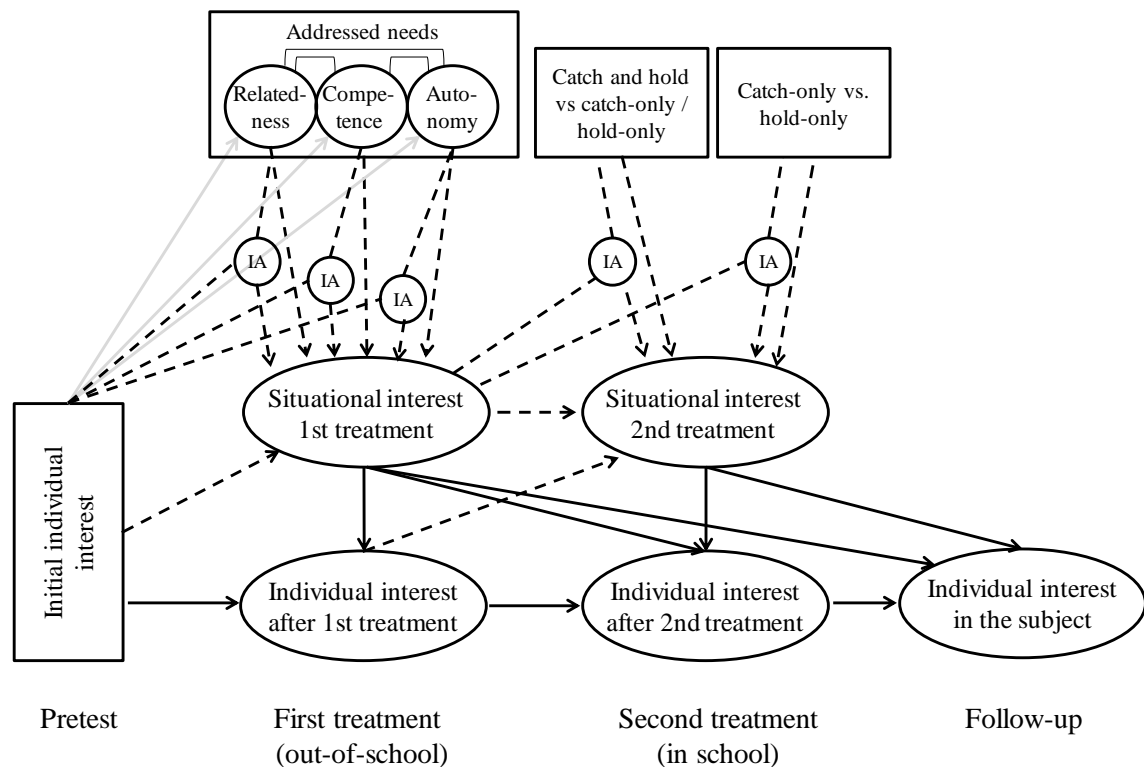 Addressed needs
Related-
ness
Compe-
tence
Auto-
nomy
Catch and hold
vs catch-only /
hold-only
Catch-only vs.
hold-only
IA
IA
IA
IA
IA
Situational interest
1st treatment
Situational interest
2nd treatment
Initial individual
interest
Individual interest
after 1st treatment
Individual interest
after 2nd treatment
Individual interest
in the subject
Pretest
First treatment
(out-of-school)
Second treatment
(in school)
Follow-up